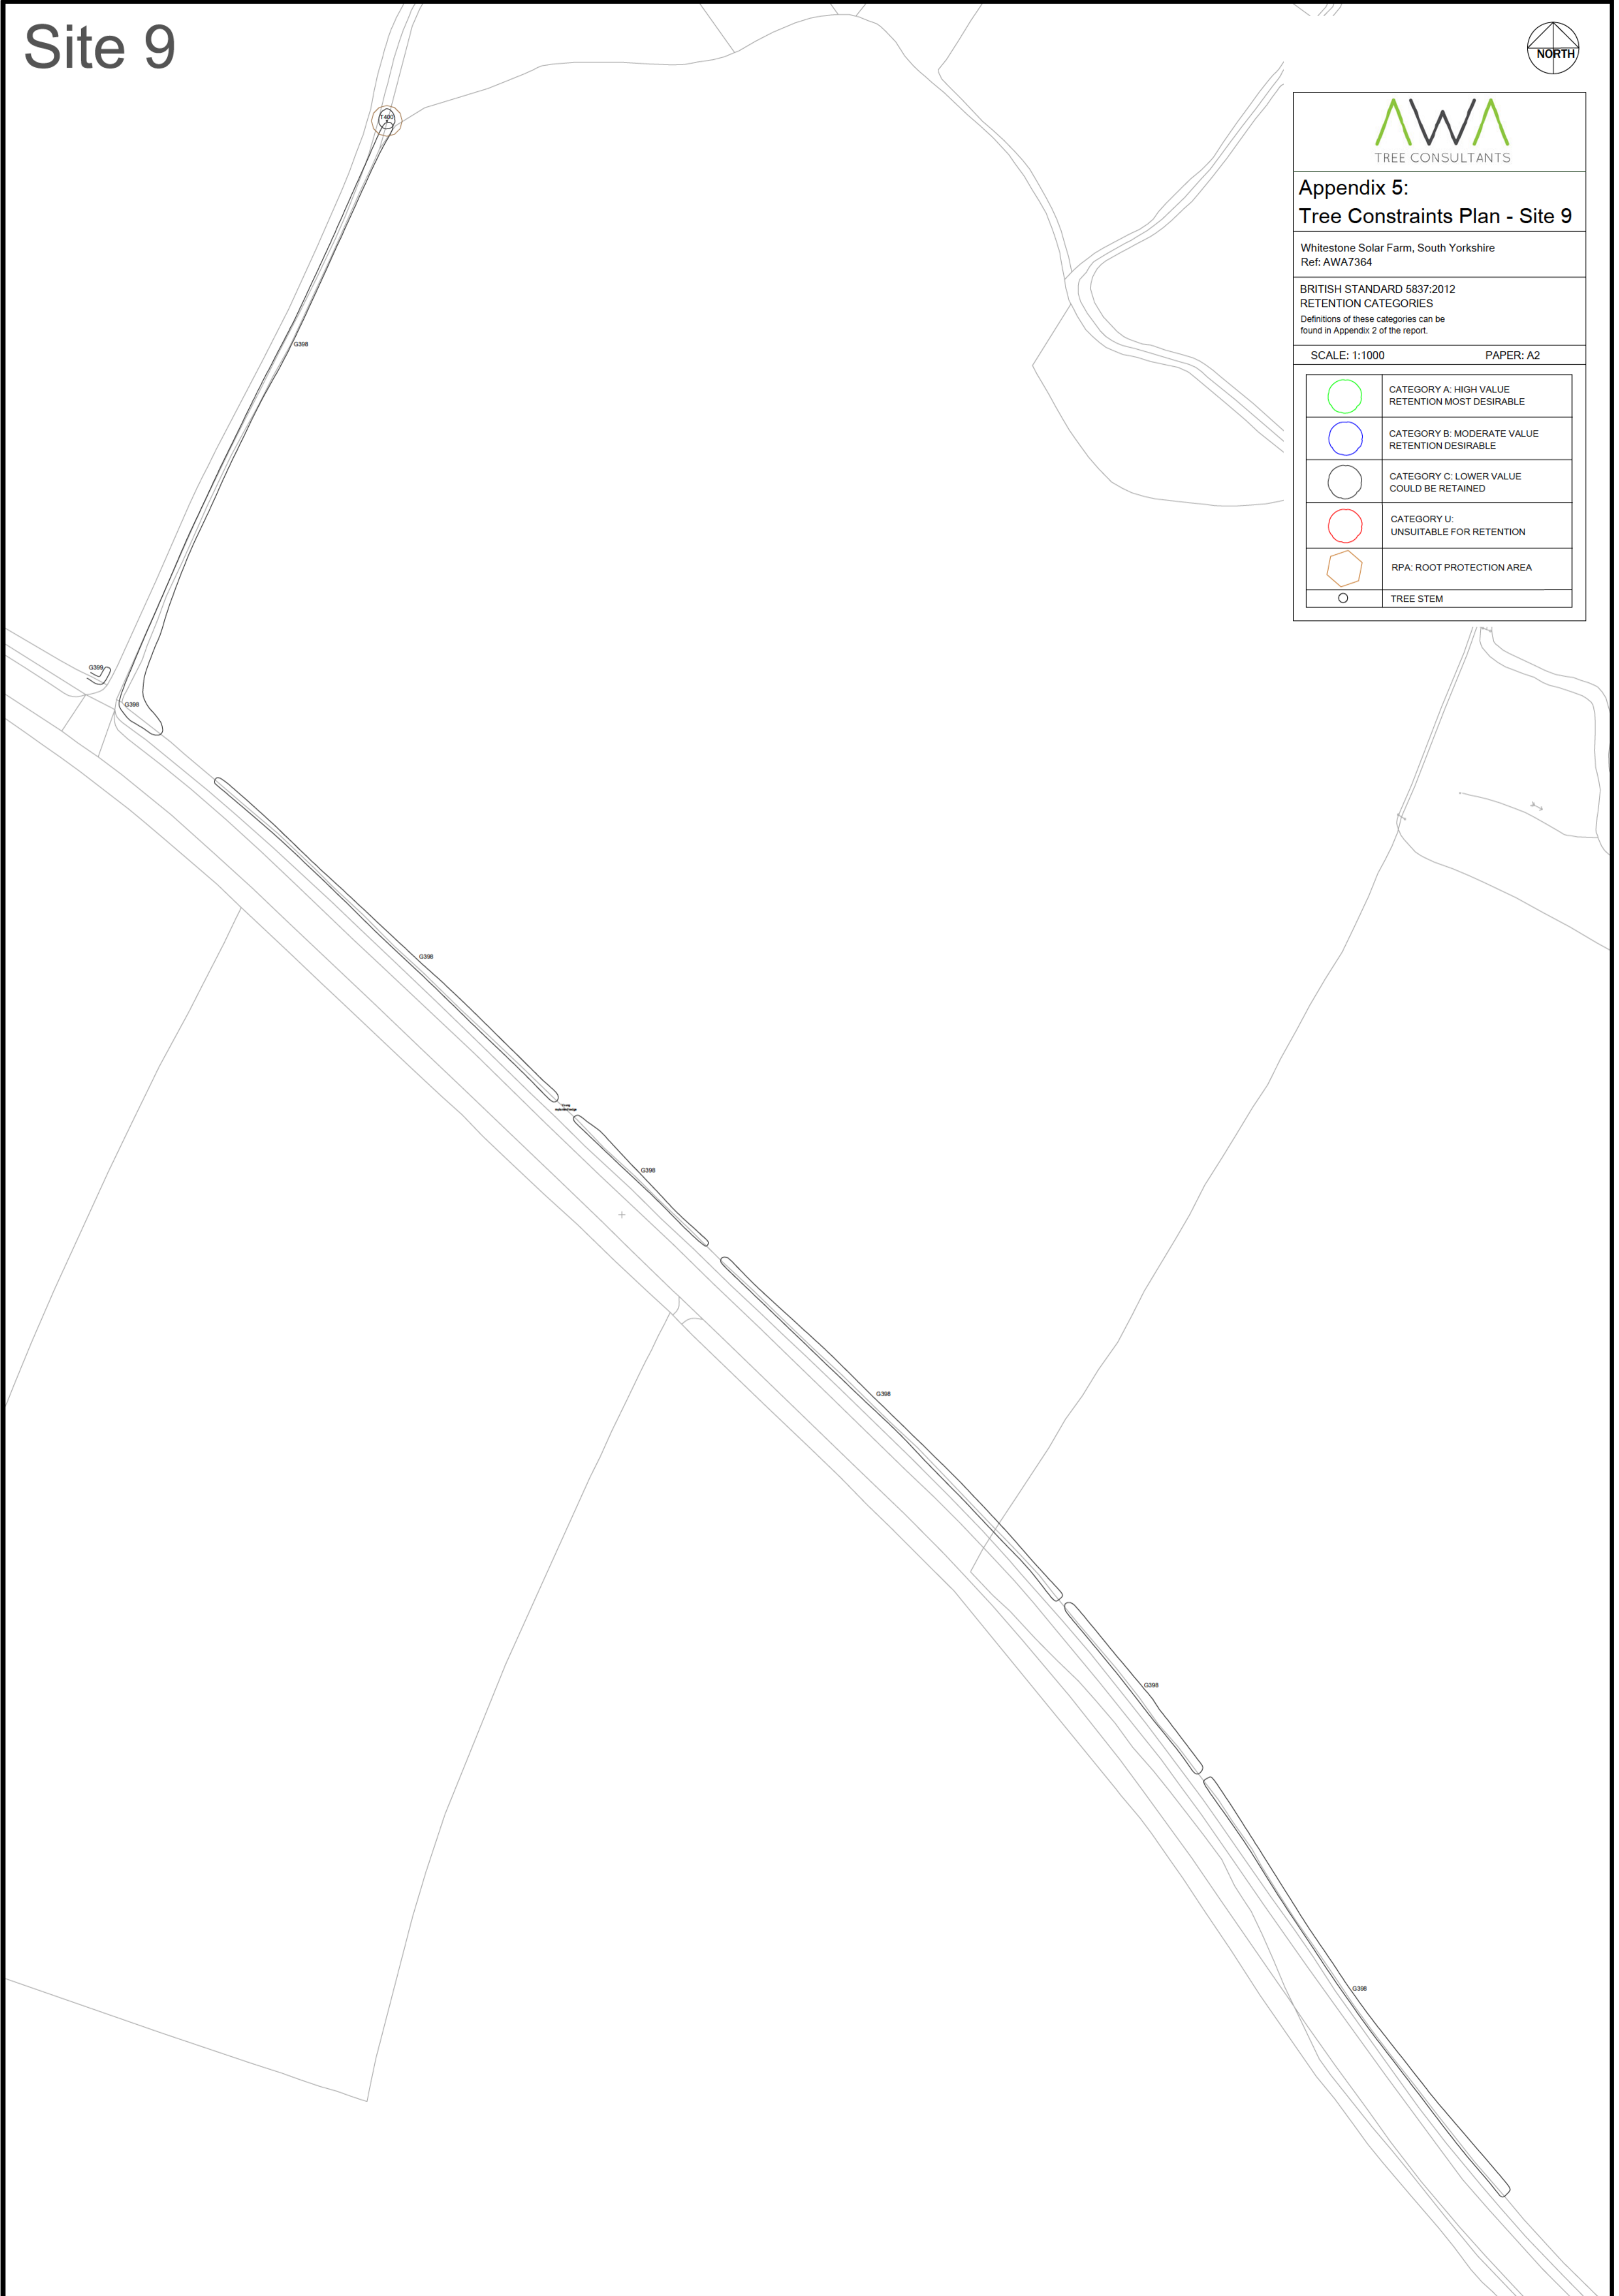 Site 9
NORTH
AWA
TREE CONSULTANTS
Appendix 5:
Tree Constraints Plan - Site 9
Whitestone Solar Farm, South Yorkshire
Ref: AWA7364
BRITISH STANDARD 5837:2012
RETENTION CATEGORIES
Definitions of these categories can be
found in Appendix 2 of the report.
SCALE: 1:1000 PAPER: A2
CATEGORY A: HIGH VALUE
RETENTION MOST DESIRABLE
CATEGORY B: MODERATE VALUE
RETENTION DESIRABLE
CATEGORY C: LOWER VALUE
COULD BE RETAINED
CATEGORY U:
UNSUITABLE FOR RETENTION
RPA: ROOT PROTECTION AREA
TREE STEM
T400
G398
G399
G398
G398
G398
G398
G398
G398